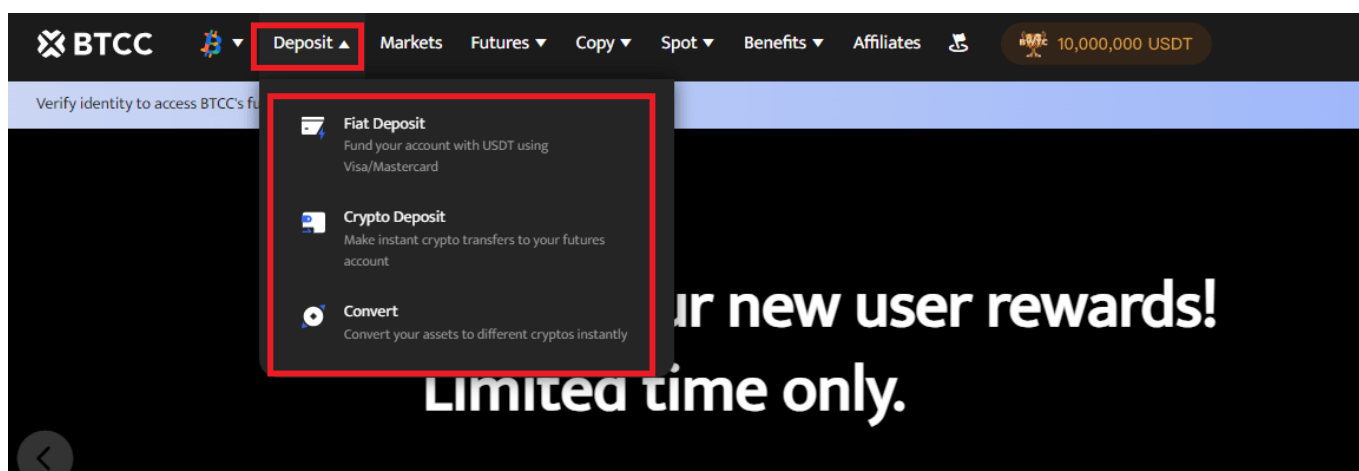 BTCC Deposit ▲ Markets Futures ▼ Copy ▼ Spot ▼ Benefits ▼ Affiliates 10,000,000 USDT
Verify identity to access BTCC's
Fiat Deposit
Fund your account with USDT using
Visa/Mastercard
Crypto Deposit
Make instant crypto transfers to your futures
account
Convert
Convert your assets to different cryptos instantly
new user rewards!
Limited time only.